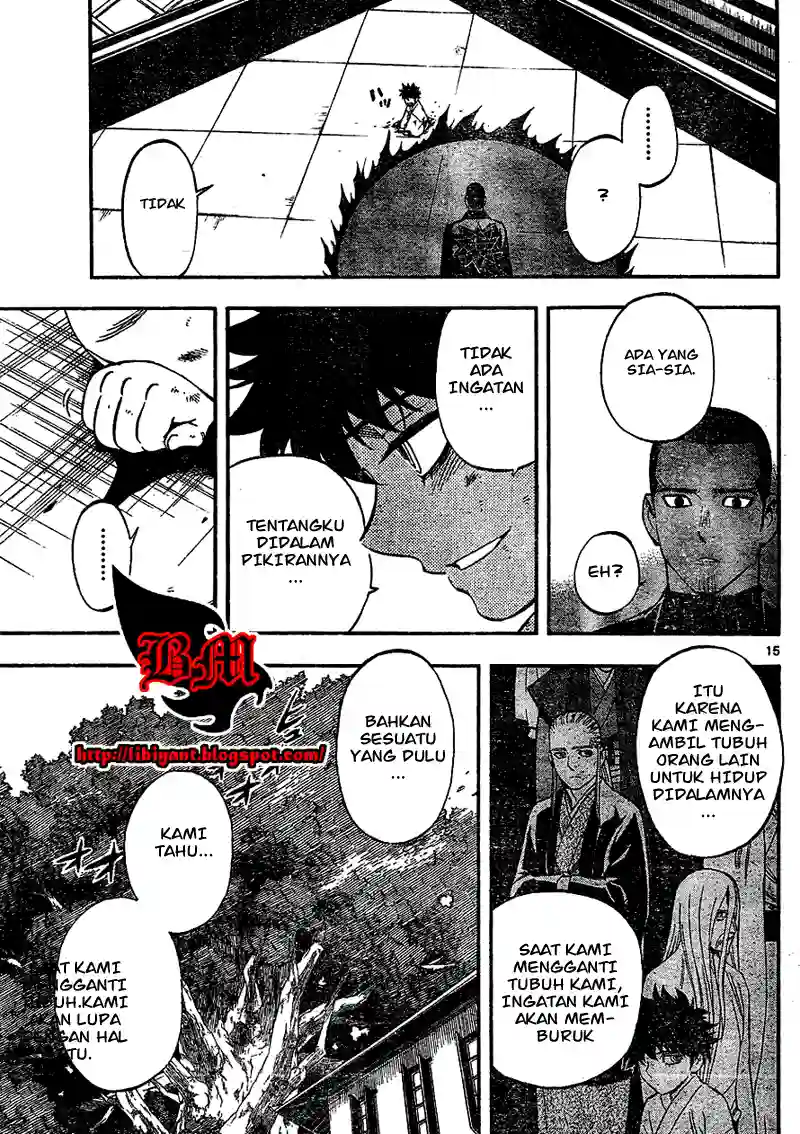 .......
?
TIDAK
ADA YANG
SIA-SIA.
EH?
TIDAK
ADA
INGATAN
...
TENTANGKU
DIDALAM
PIKIRANNYA
...
.......
15
BM
http://libiyant.blogspot.com/
ITU
KARENA
KAMI MENG-
AMBIL TUBUH
ORANG LAIN
UNTUK HIDUP
DIDALAMNYA
...
SAAT KAMI
MENGGANTI
TUBUH KAMI,
INGATAN KAMI
AKAN MEM-
BURUK
BAHKAN
SESUATU
YANG DULU
...
KAMI
TAHU...
KAMI
UH.KAMI
LUPA
HAL
TU.